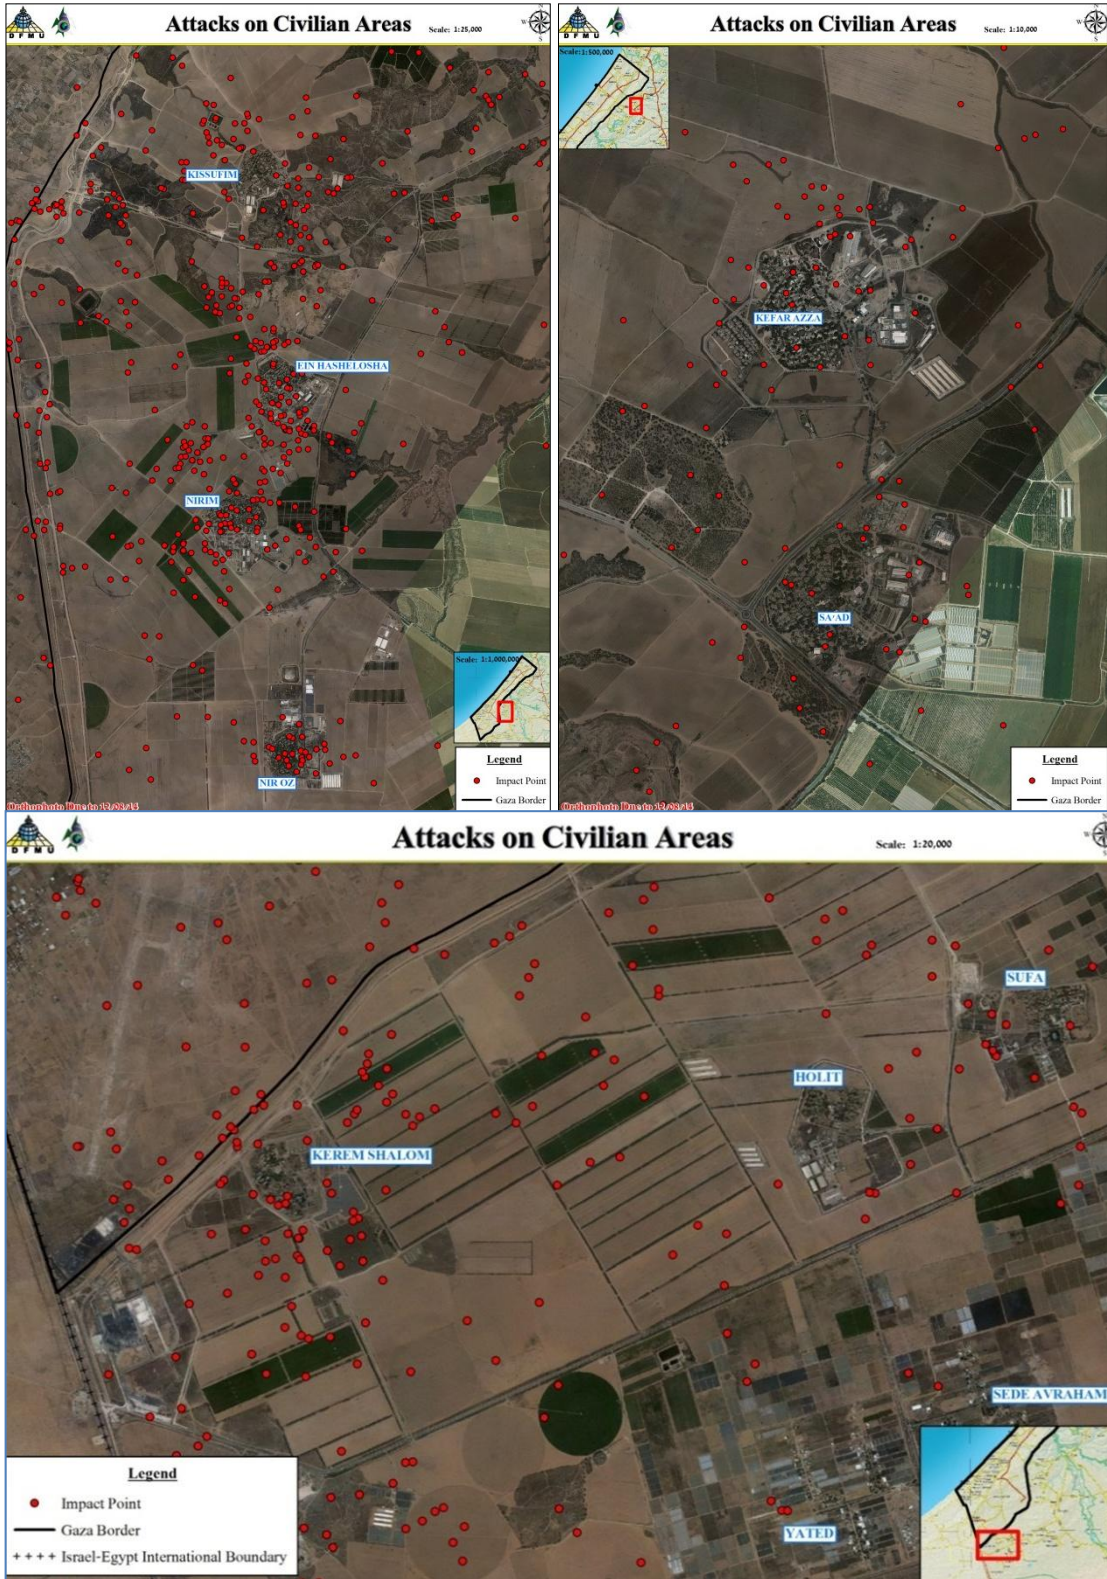 DFMU
Attacks on Civilian Areas
Scale: 1:25,000
N
S
KISSUFIM
EIN HASHELOSHA
NIRIM
NIR OZ
Scale: 1:1,000,000
Legend
Impact Point
Gaza Border
DFMU
Attacks on Civilian Areas
Scale: 1:10,000
N
S
Scale: 1:500,000
KEFAR AZZA
SA'AD
Legend
Impact Point
Gaza Border
DFMU
Attacks on Civilian Areas
Scale: 1:20,000
SUFA
HOLIT
KEREM SHALOM
SEDE AVRAHAM
YATED
Legend
Impact Point
Gaza Border
Israel-Egypt International Boundary